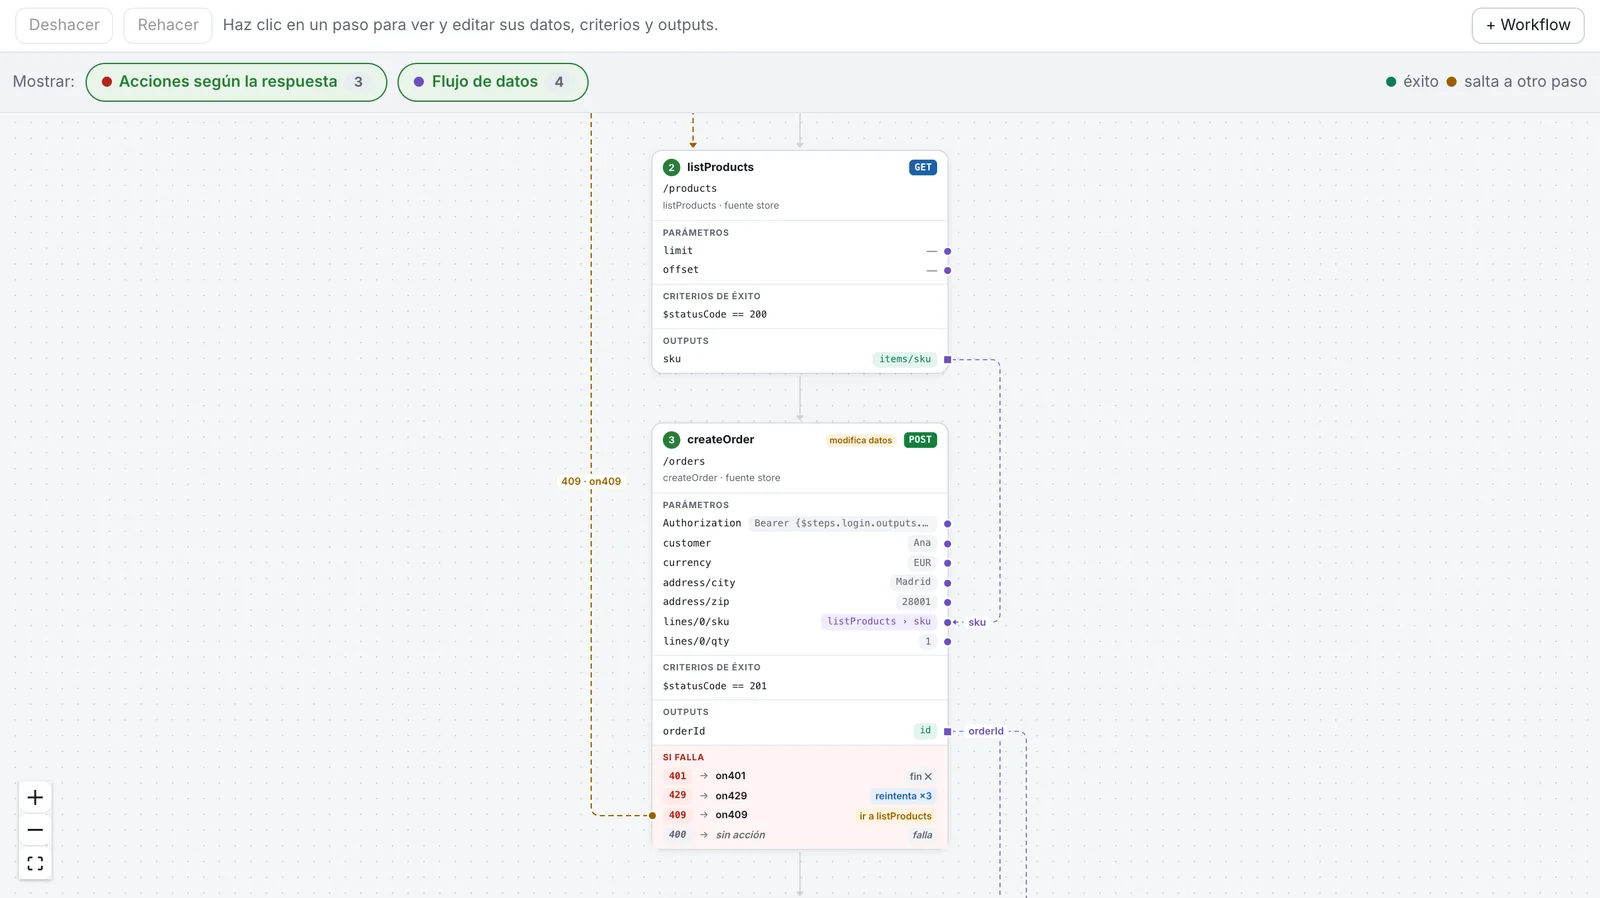 Deshacer Rehacer Haz clic en un paso para ver y editar sus datos, criterios y outputs. + Workflow
Mostrar: Acciones según la respuesta 3 Flujo de datos 4 éxito salta a otro paso
2 listProducts GET
/products
listProducts · fuente store
PARÁMETROS
limit —
offset —
CRITERIOS DE ÉXITO
$statusCode == 200
OUTPUTS
sku items/sku
3 createOrder modifica datos POST
/orders
createOrder · fuente store
409 · on409
PARÁMETROS
Authorization Bearer {$steps.login.outputs.…
customer Ana
currency EUR
address/city Madrid
address/zip 28001
lines/0/sku listProducts › sku sku
lines/0/qty 1
CRITERIOS DE ÉXITO
$statusCode == 201
OUTPUTS
orderId id orderId
SI FALLA
401 → on401 fin ✕
429 → on429 reintenta ×3
409 → on409 ir a listProducts
400 → sin acción falla